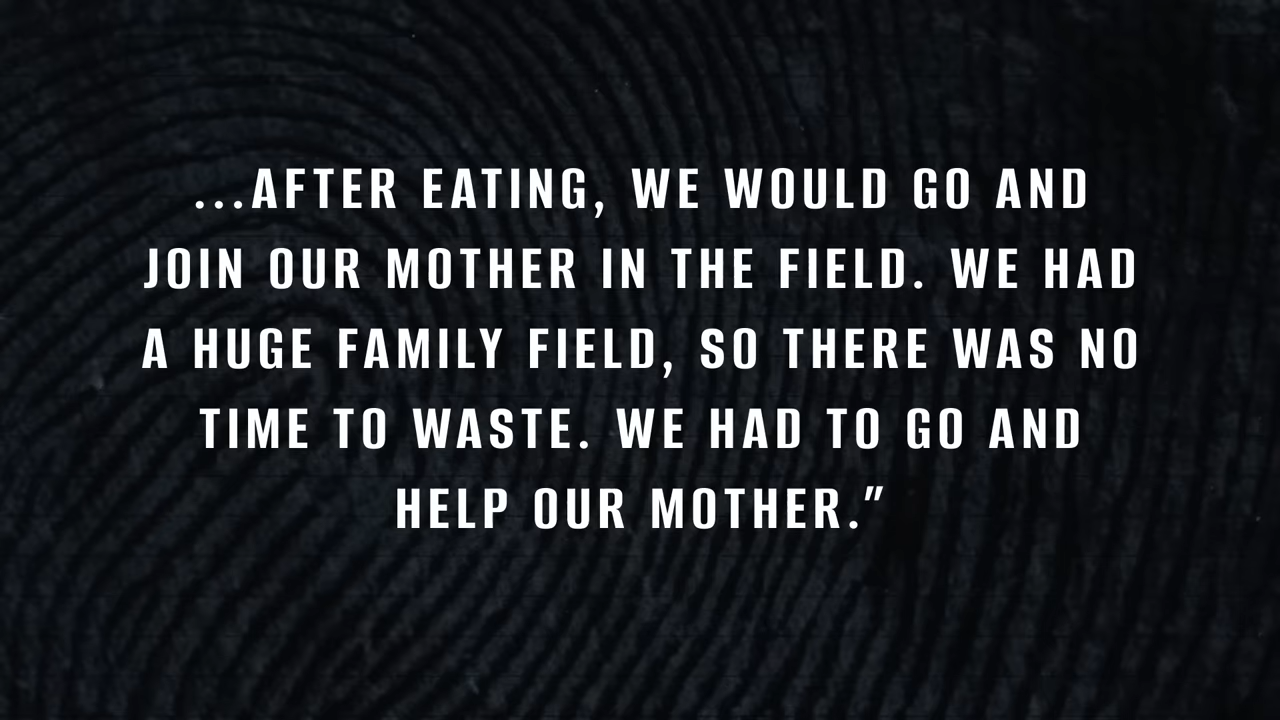 ...AFTER EATING, WE WOULD GO AND
JOIN OUR MOTHER IN THE FIELD. WE HAD
A HUGE FAMILY FIELD, SO THERE WAS NO
TIME TO WASTE. WE HAD TO GO AND
HELP OUR MOTHER."